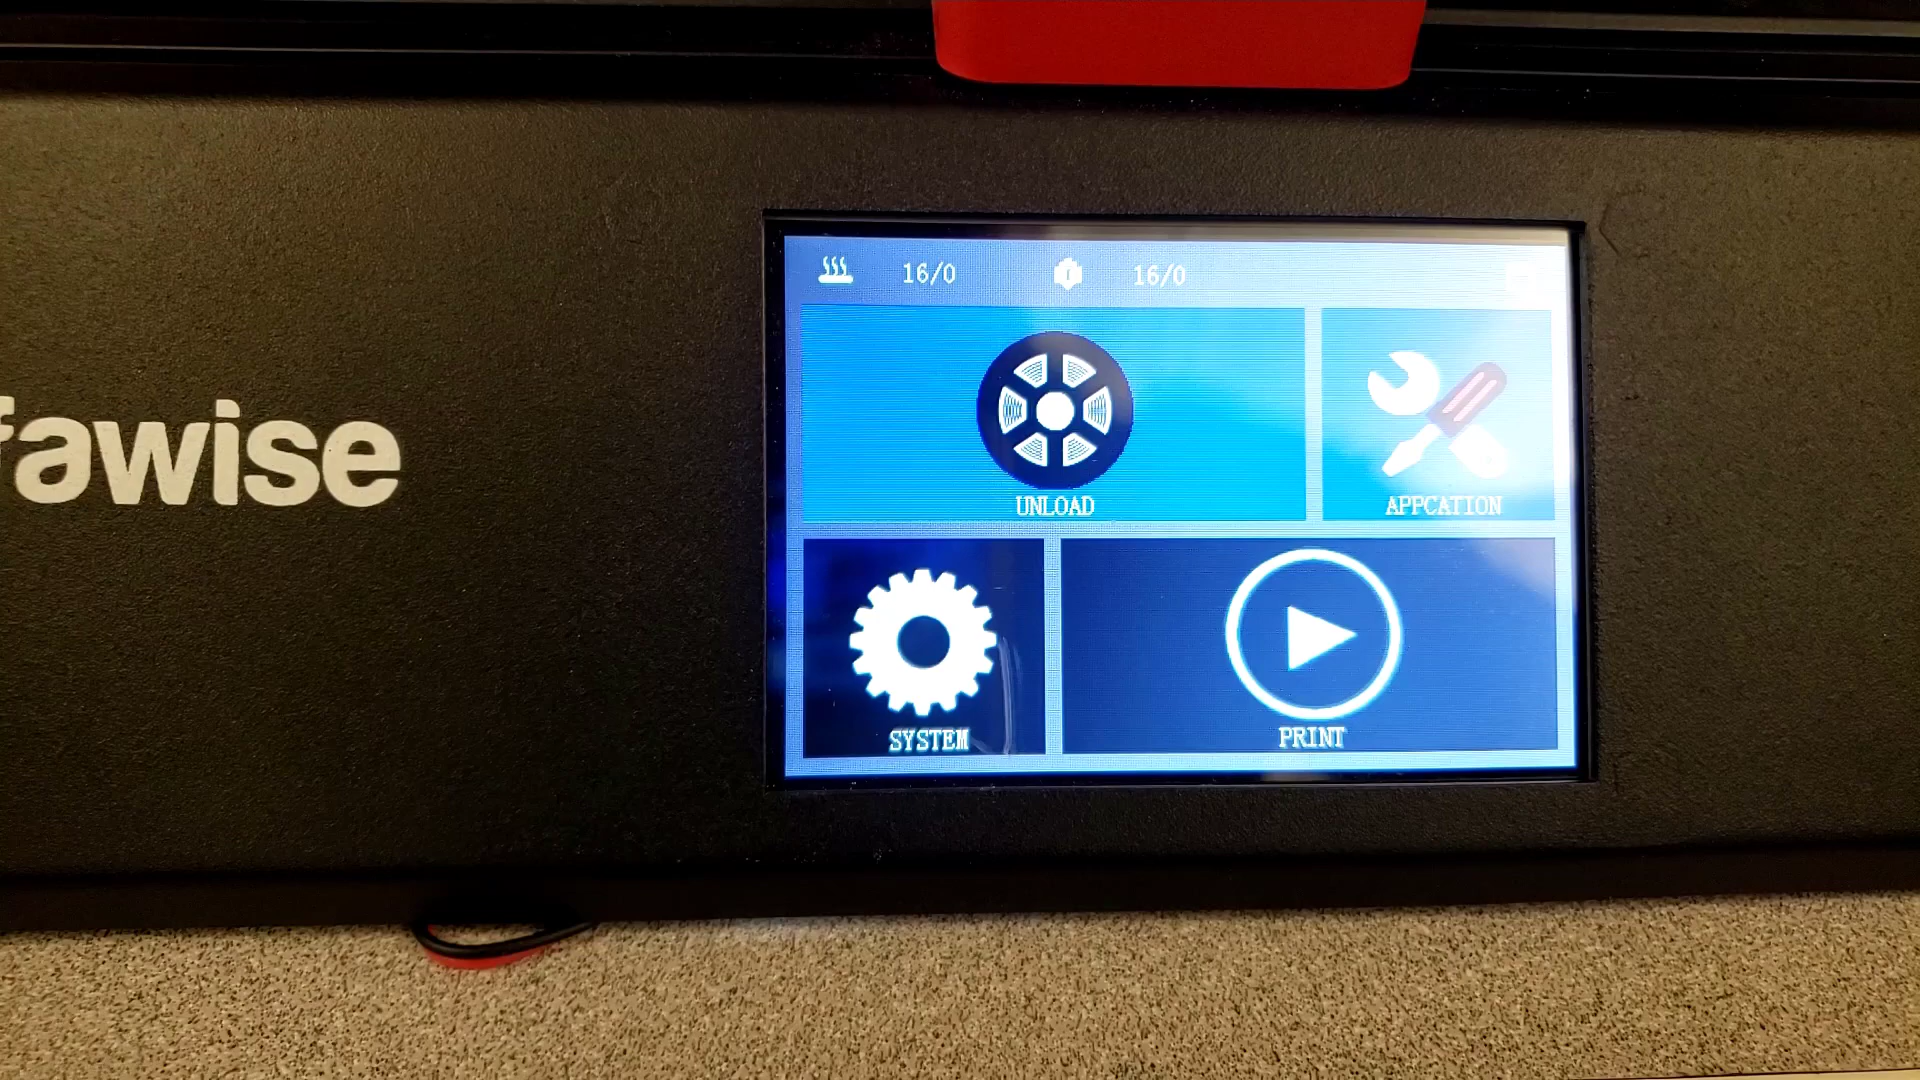 16/0 16/0
fawise
UNLOAD
APPCATION
SYSTEM
PRINT